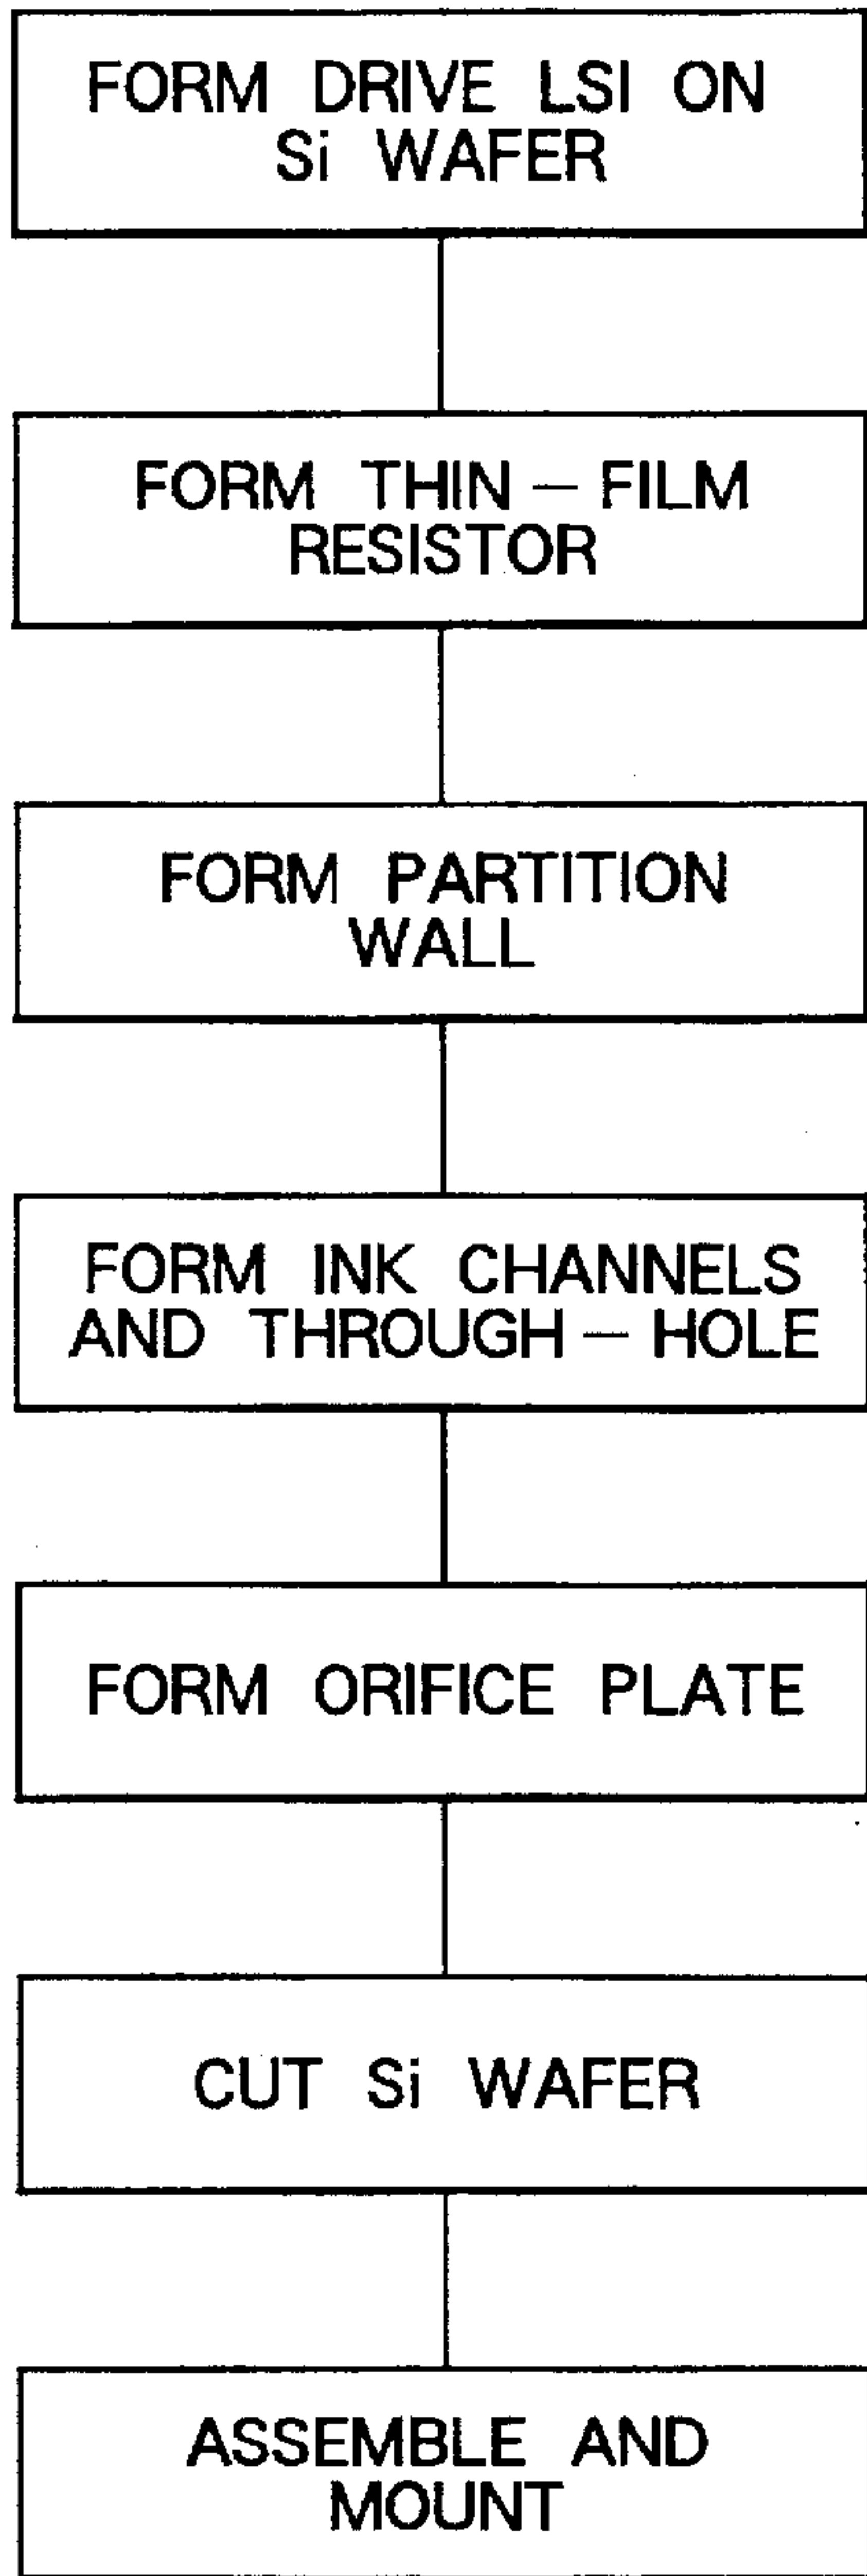 FORM DRIVE LSI ON
Si WAFER
FORM THIN — FILM
RESISTOR
FORM PARTITION
WALL
FORM INK CHANNELS
AND THROUGH — HOLE
FORM ORIFICE PLATE
CUT Si WAFER
ASSEMBLE AND
MOUNT